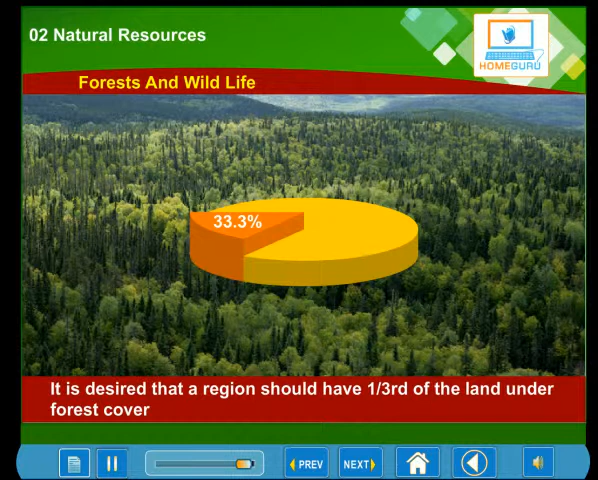 02 Natural Resources
HOMEGURU
Forests And Wild Life
33.3%
It is desired that a region should have 1/3rd of the land under
forest cover
PREV
NEXT